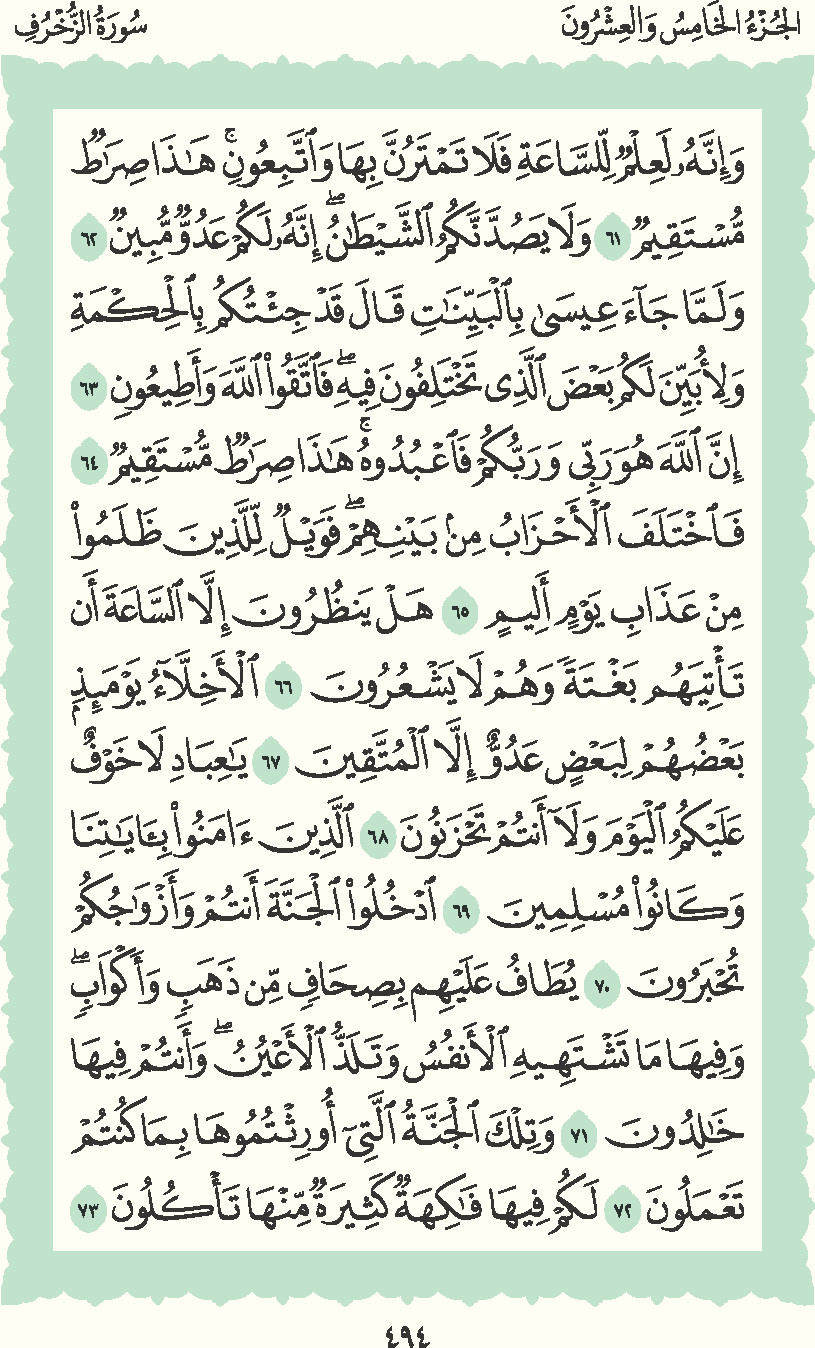 الجُزْءُ الخَامِسُ وَالعِشْرُونَ سُورَةُ الزُّخْرُفِ
وَإِنَّهُۥ لَعِلْمٌ لِّلسَّاعَةِ فَلَا تَمْتَرُنَّ بِهَا وَٱتَّبِعُونِۚ هَٰذَا صِرَٰطٌ
مُّسْتَقِيمٌ ٦١ وَلَا يَصُدَّنَّكُمُ ٱلشَّيْطَٰنُۖ إِنَّهُۥ لَكُمْ عَدُوٌّ مُّبِينٌ ٦٢
وَلَمَّا جَآءَ عِيسَىٰ بِٱلْبَيِّنَٰتِ قَالَ قَدْ جِئْتُكُم بِٱلْحِكْمَةِ
وَلِأُبَيِّنَ لَكُم بَعْضَ ٱلَّذِى تَخْتَلِفُونَ فِيهِۖ فَٱتَّقُوا۟ ٱللَّهَ وَأَطِيعُونِ ٦٣
إِنَّ ٱللَّهَ هُوَ رَبِّى وَرَبُّكُمْ فَٱعْبُدُوهُۚ هَٰذَا صِرَٰطٌ مُّسْتَقِيمٌ ٦٤
فَٱخْتَلَفَ ٱلْأَحْزَابُ مِنۢ بَيْنِهِمْۖ فَوَيْلٌ لِّلَّذِينَ ظَلَمُوا۟
مِنْ عَذَابِ يَوْمٍ أَلِيمٍ ٦٥ هَلْ يَنظُرُونَ إِلَّا ٱلسَّاعَةَ أَن
تَأْتِيَهُم بَغْتَةً وَهُمْ لَا يَشْعُرُونَ ٦٦ ٱلْأَخِلَّآءُ يَوْمَئِذٍۭ
بَعْضُهُمْ لِبَعْضٍ عَدُوٌّ إِلَّا ٱلْمُتَّقِينَ ٦٧ يَٰعِبَادِ لَا خَوْفٌ
عَلَيْكُمُ ٱلْيَوْمَ وَلَآ أَنتُمْ تَحْزَنُونَ ٦٨ ٱلَّذِينَ ءَامَنُوا۟ بِـَٔايَٰتِنَا
وَكَانُوا۟ مُسْلِمِينَ ٦٩ ٱدْخُلُوا۟ ٱلْجَنَّةَ أَنتُمْ وَأَزْوَٰجُكُمْ
تُحْبَرُونَ ٧٠ يُطَافُ عَلَيْهِم بِصِحَافٍ مِّن ذَهَبٍ وَأَكْوَابٍۖ
وَفِيهَا مَا تَشْتَهِيهِ ٱلْأَنفُسُ وَتَلَذُّ ٱلْأَعْيُنُۖ وَأَنتُمْ فِيهَا
خَٰلِدُونَ ٧١ وَتِلْكَ ٱلْجَنَّةُ ٱلَّتِىٓ أُورِثْتُمُوهَا بِمَا كُنتُمْ
تَعْمَلُونَ ٧٢ لَكُمْ فِيهَا فَٰكِهَةٌ كَثِيرَةٌ مِّنْهَا تَأْكُلُونَ ٧٣
٤٩٤